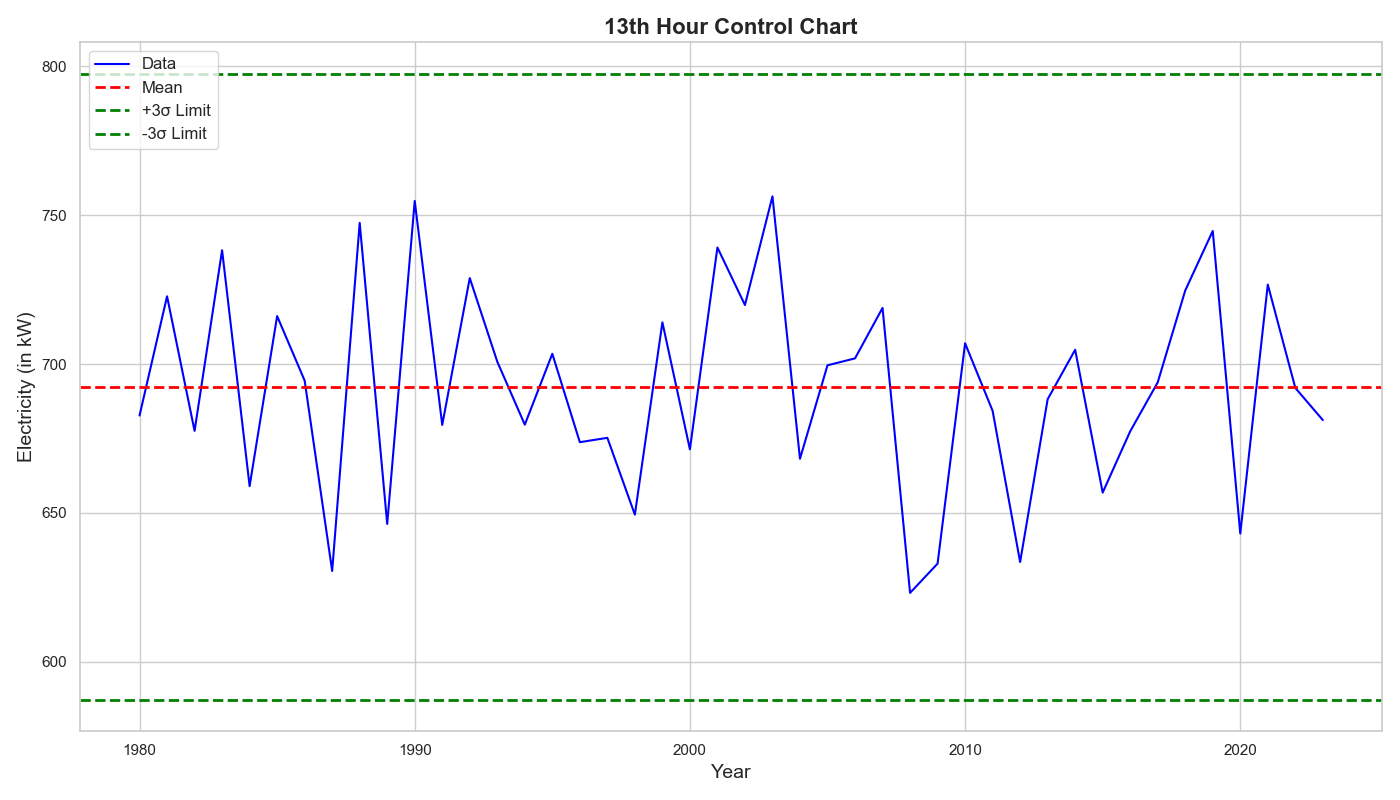 13th Hour Control Chart
Data
Mean
+3σ Limit
-3σ Limit
800
750
700
650
600
Electricity (in kW)
1980
1990
2000
2010
2020
Year